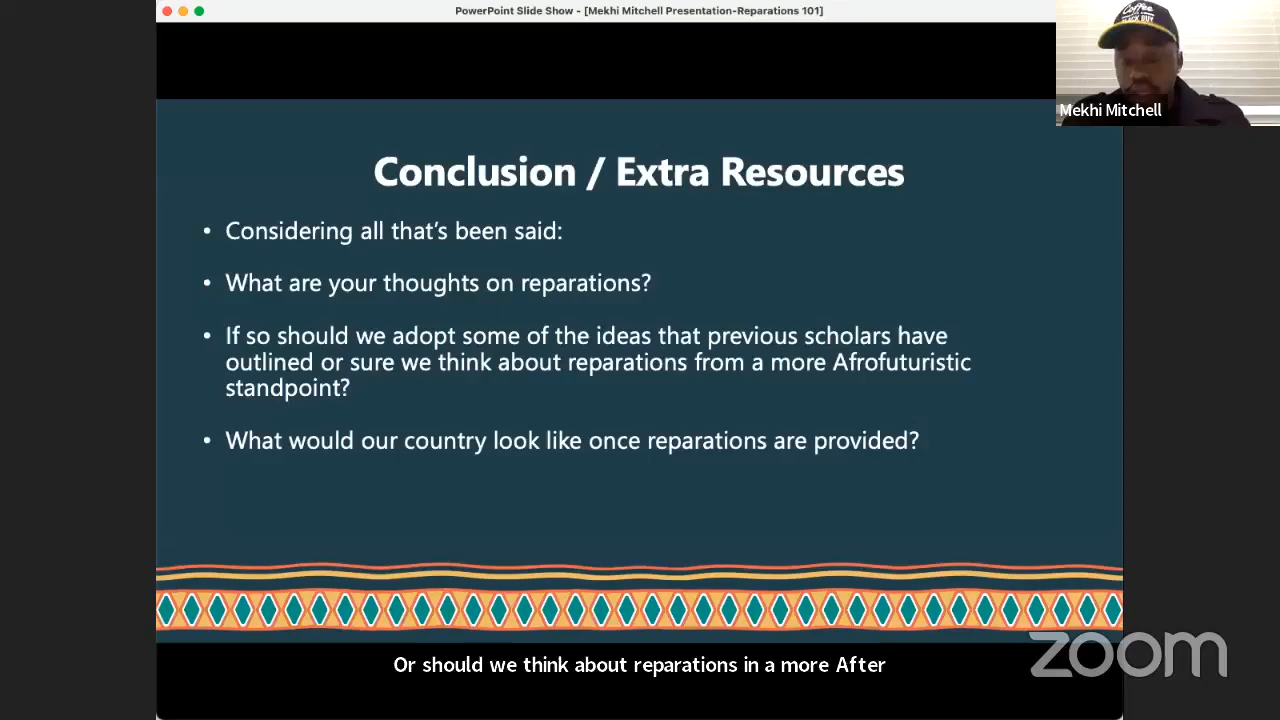 PowerPoint Slide Show - [Mekhi Mitchell Presentation-Reparations 101]
Coffee
BLACK GUY
Mekhi Mitchell
Conclusion / Extra Resources
• Considering all that's been said:
• What are your thoughts on reparations?
• If so should we adopt some of the ideas that previous scholars have
outlined or sure we think about reparations from a more Afrofuturistic
standpoint?
• What would our country look like once reparations are provided?
zoom
Or should we think about reparations in a more After